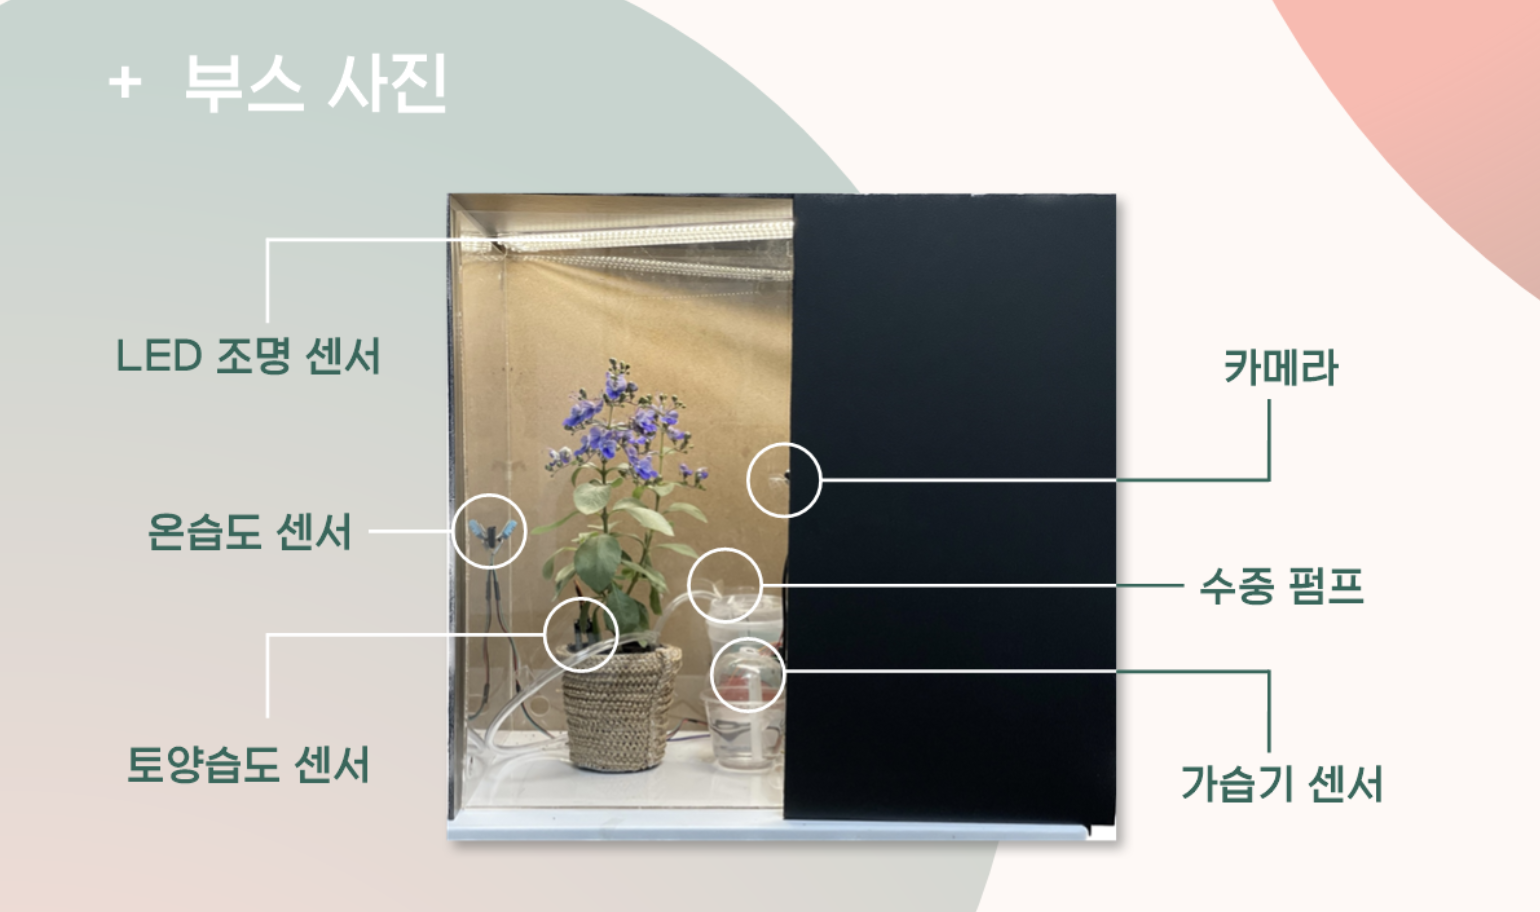 + 부스 사진
LED 조명 센서
카메라
온습도 센서
수중 펌프
토양습도 센서
가습기 센서